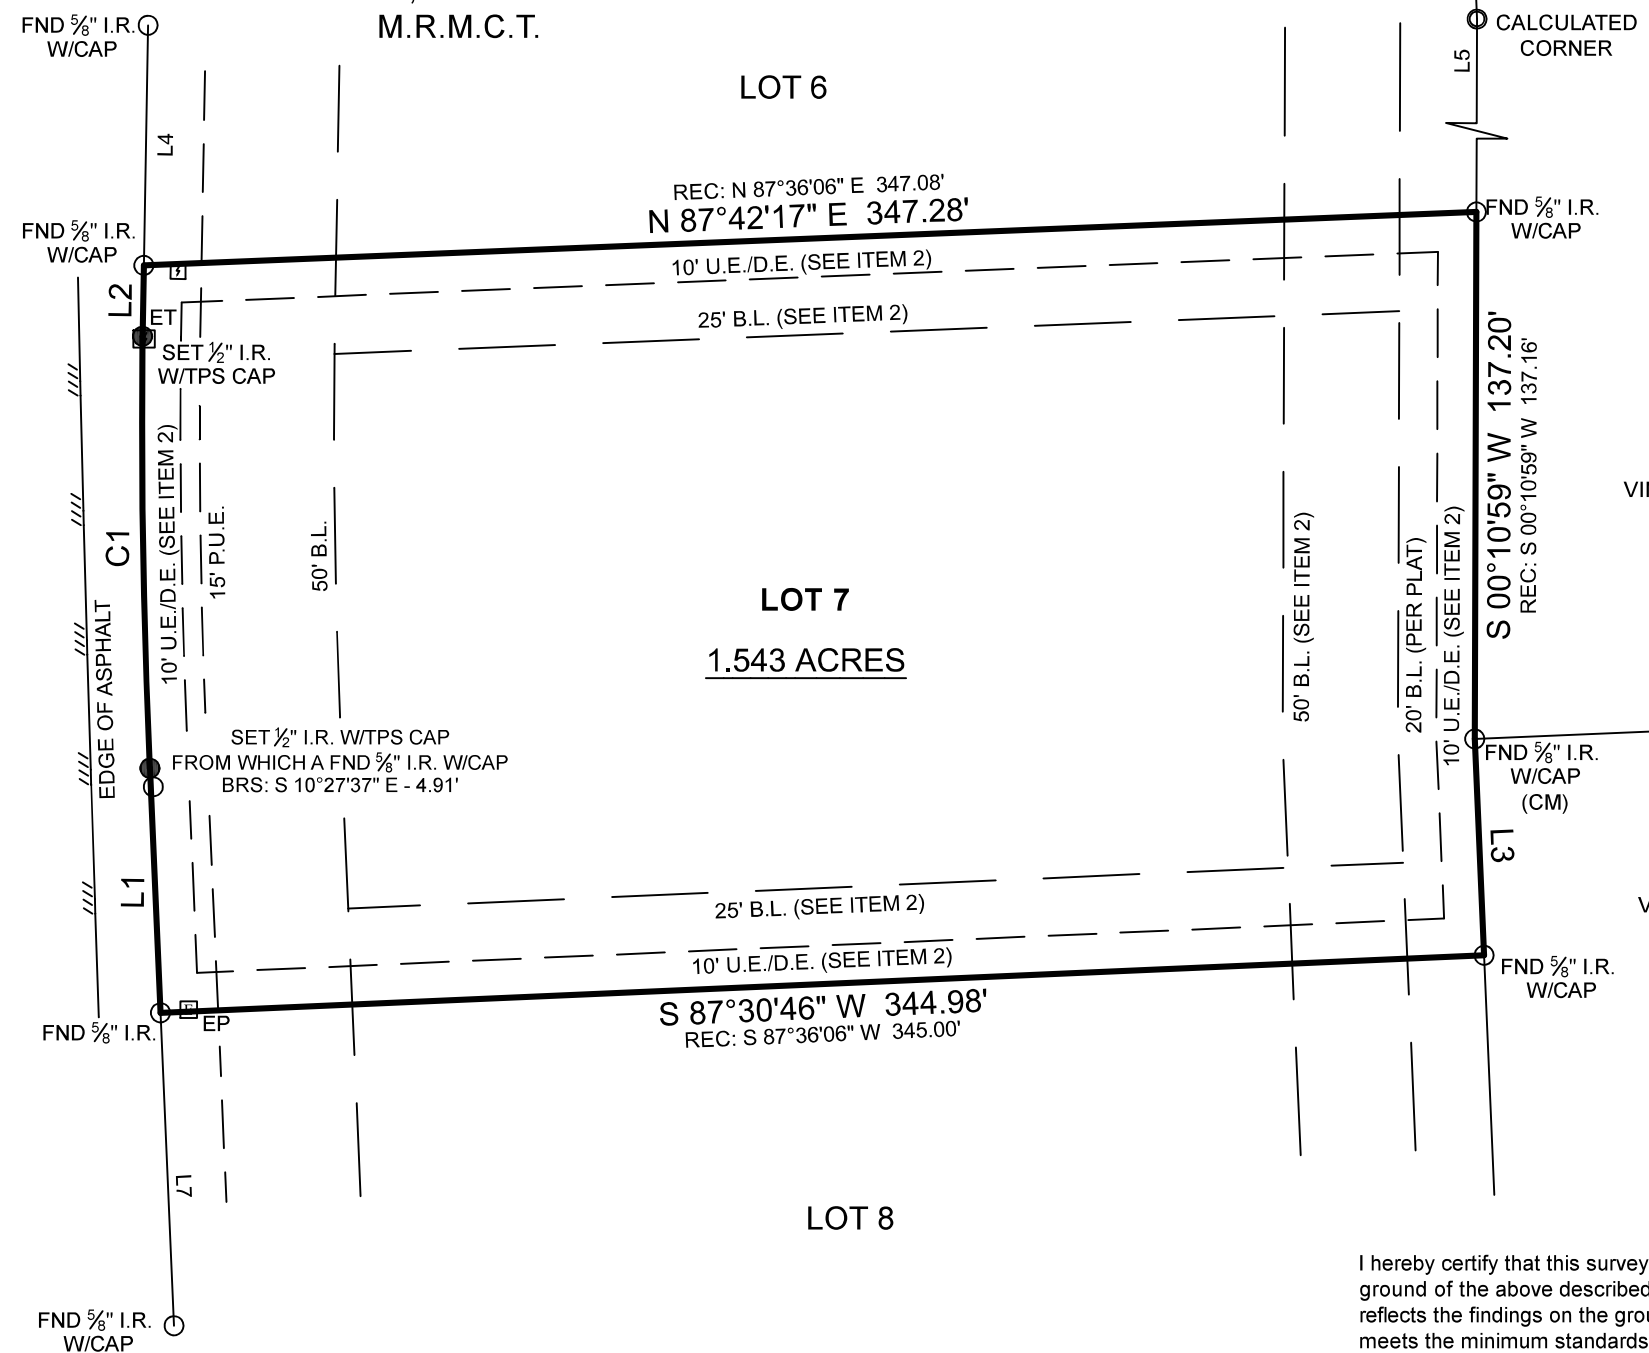 FND 5/8" I.R.
W/CAP
M.R.M.C.T.
CALCULATED
CORNER
L5
LOT 6
L4
REC: N 87°36'06" E 347.08'
N 87°42'17" E 347.28'
FND 5/8" I.R.
W/CAP
FND 5/8" I.R.
W/CAP
10' U.E./D.E. (SEE ITEM 2)
25' B.L. (SEE ITEM 2)
L2
ET
SET 1/2" I.R.
W/TPS CAP
S 00°10'59" W 137.20'
REC: S 00°10'59" W 137.16'
10' U.E./D.E. (SEE ITEM 2)
15' P.U.E.
50' B.L.
C1
EDGE OF ASPHALT
LOT 7
1.543 ACRES
50' B.L. (SEE ITEM 2)
20' B.L. (PER PLAT)
10' U.E./D.E. (SEE ITEM 2)
SET 1/2" I.R. W/TPS CAP
FROM WHICH A FND 5/8" I.R. W/CAP
BRS: S 10°27'37" E - 4.91'
FND 5/8" I.R.
W/CAP
(CM)
L3
L1
25' B.L. (SEE ITEM 2)
10' U.E./D.E. (SEE ITEM 2)
FND 5/8" I.R.
W/CAP
S 87°30'46" W 344.98'
REC: S 87°36'06" W 345.00'
E
EP
FND 5/8" I.R.
L7
LOT 8
FND 5/8" I.R.
W/CAP
I hereby certify that this survey
ground of the above described
reflects the findings on the
meets the minimum standards